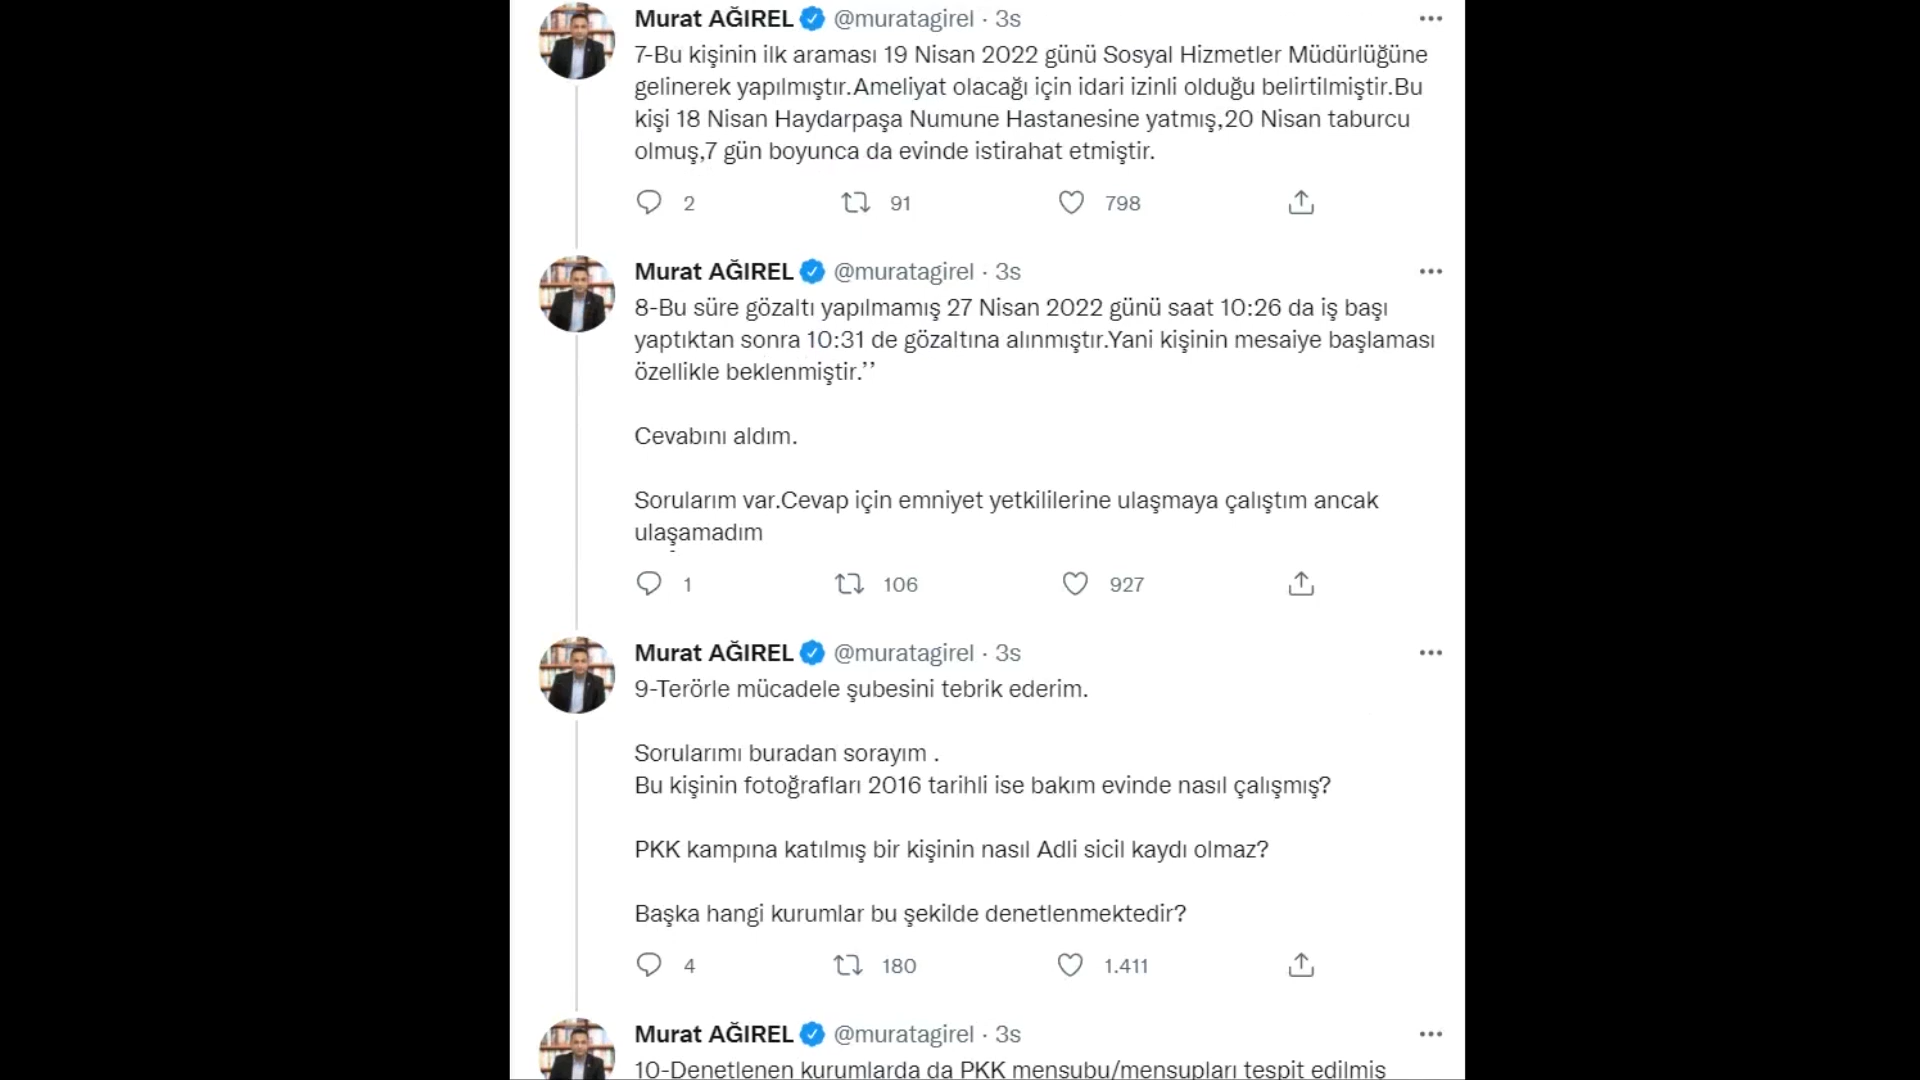 Murat AĞIREL @muratagirel · 3s
7-Bu kişinin ilk araması 19 Nisan 2022 günü Sosyal Hizmetler Müdürlüğüne
gelinerek yapılmıştır.Ameliyat olacağı için idari izinli olduğu belirtilmiştir.Bu
kişi 18 Nisan Haydarpaşa Numune Hastanesine yatmış,20 Nisan taburcu
olmuş,7 gün boyunca da evinde istirahat etmiştir.
2 91 798
Murat AĞIREL @muratagirel · 3s
8-Bu süre gözaltı yapılmamış 27 Nisan 2022 günü saat 10:26 da iş başı
yaptıktan sonra 10:31 de gözaltına alınmıştır.Yani kişinin mesaiye başlaması
özellikle beklenmiştir.’’
Cevabını aldım.
Sorularım var.Cevap için emniyet yetkililerine ulaşmaya çalıştım ancak
ulaşamadım
1 106 927
Murat AĞIREL @muratagirel · 3s
9-Terörle mücadele şubesini tebrik ederim.
Sorularımı buradan sorayım .
Bu kişinin fotoğrafları 2016 tarihli ise bakım evinde nasıl çalışmış?
PKK kampına katılmış bir kişinin nasıl Adli sicil kaydı olmaz?
Başka hangi kurumlar bu şekilde denetlenmektedir?
4 180 1.411
Murat AĞIREL @muratagirel · 3s
10-Denetlenen kurumlarda da PKK mensubu/mensupları tespit edilmiş